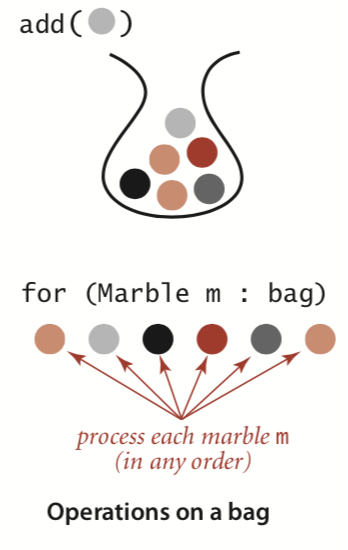 add( )
for (Marble m : bag)
process each marble m
(in any order)
Operations on a bag